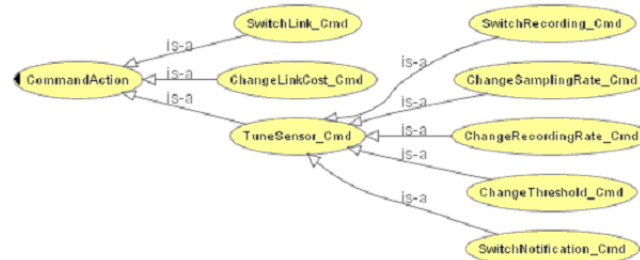 SwitchLink_Cmd
SwitchRecording_Cmd
is-a
is-a
CommandAction
is-a
ChangeLinkCost_Cmd
is-a
ChangeSamplingRate_Cmd
is-a
TuneSensor_Cmd
is-a
ChangeRecordingRate_Cmd
is-a
ChangeThreshold_Cmd
is-a
SwitchNotification_Cmd